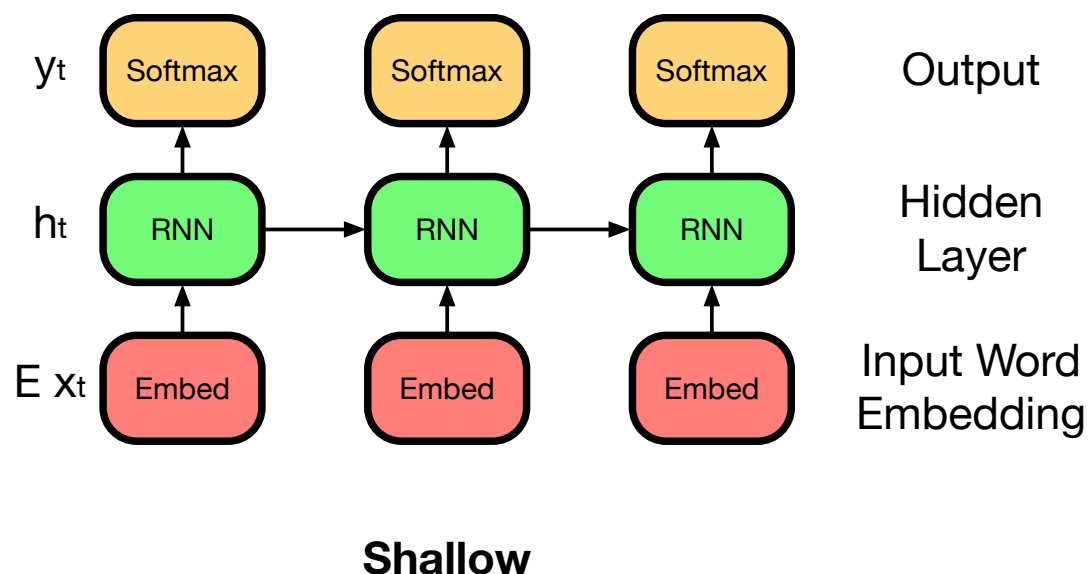 yt Softmax Softmax Softmax Output
ht RNN RNN RNN Hidden
Layer
E xt Embed Embed Embed Input Word
Embedding
Shallow